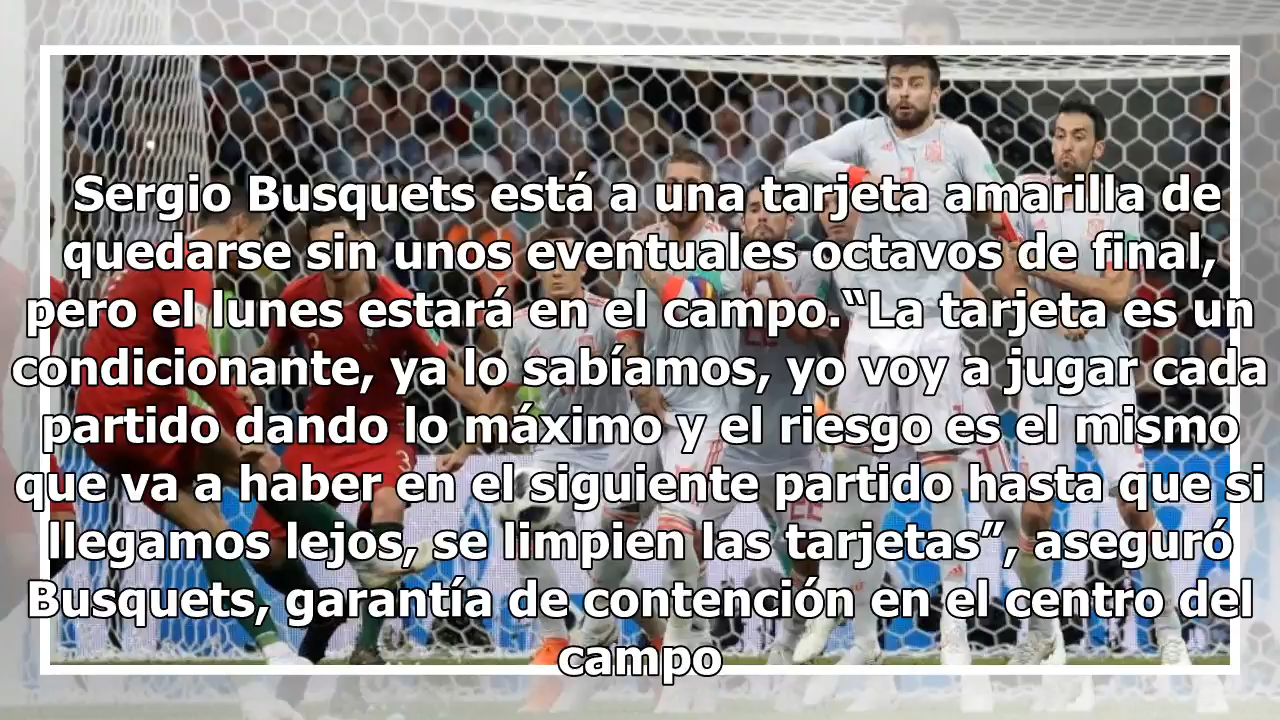 Sergio Busquets está a una tarjeta amarilla de
quedarse sin unos eventuales octavos de final,
pero el lunes estará en el campo.“La tarjeta es un
condicionante, ya lo sabíamos, yo voy a jugar cada
partido dando lo máximo y el riesgo es el mismo
que va a haber en el siguiente partido hasta que si
llegamos lejos, se limpien las tarjetas”, aseguró
Busquets, garantía de contención en el centro del
campo
3
22